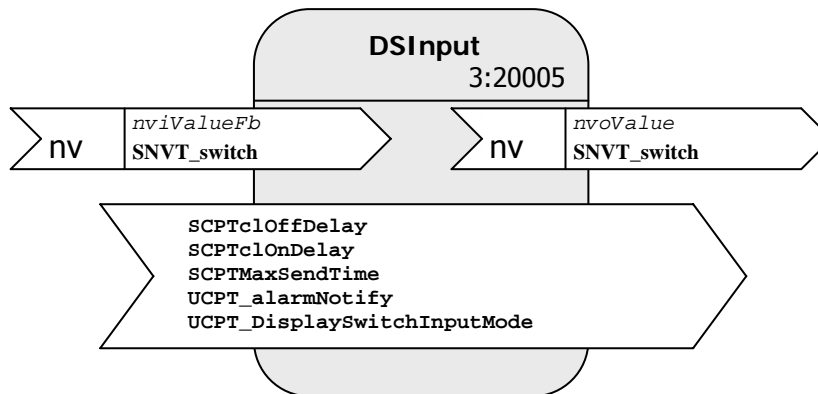 DSInput
3:20005
nv
nviValueFb
SNVT_switch
nv
nvoValue
SNVT_switch
SCPTclOffDelay
SCPTclOnDelay
SCPTMaxSendTime
UCPT_alarmNotify
UCPT_DisplaySwitchInputMode